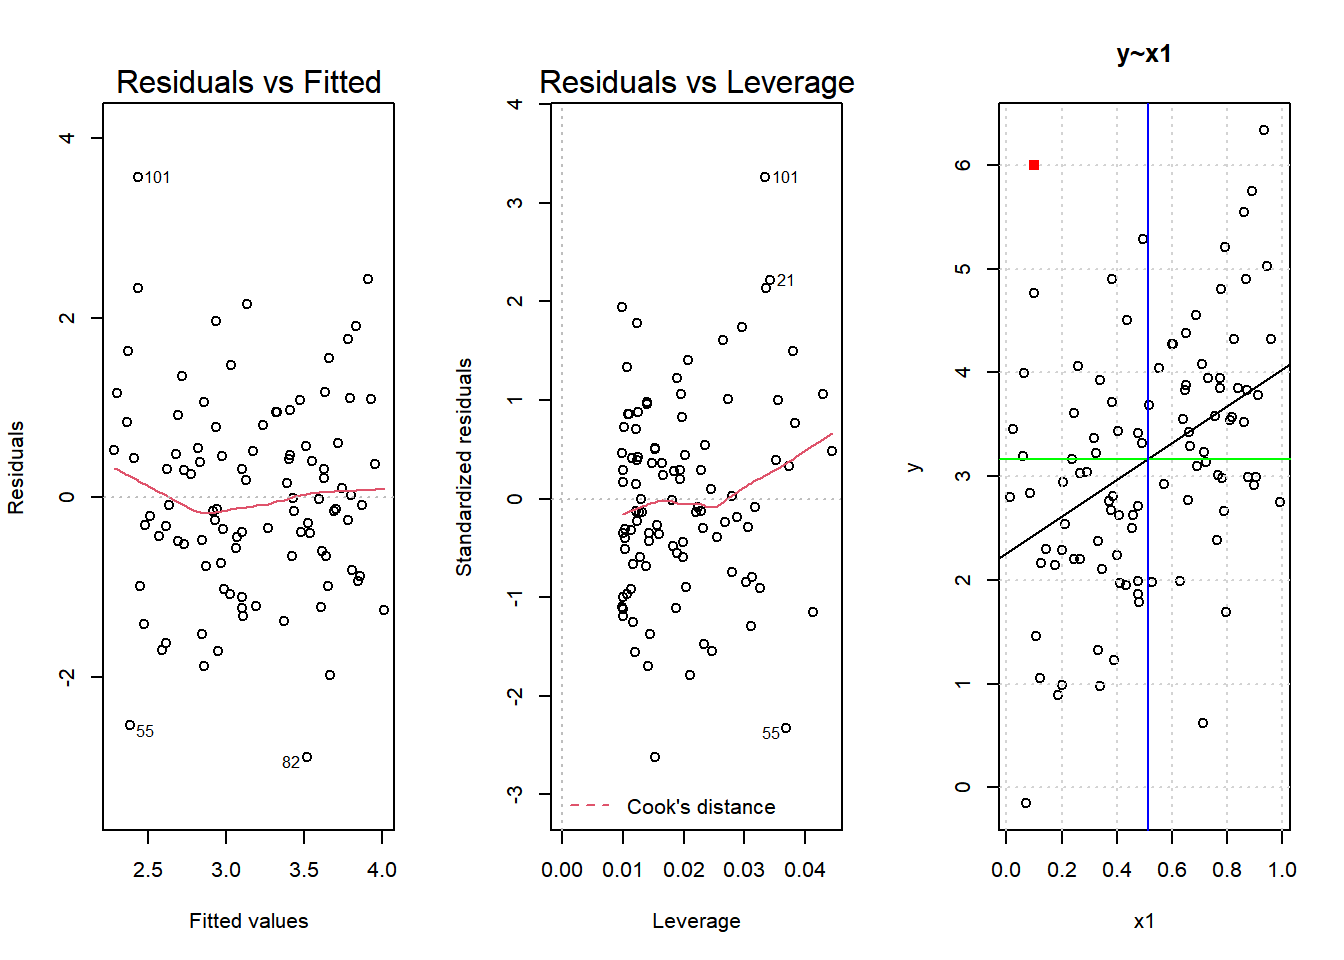 Residuals vs Fitted
Residuals
4
2
0
-2
101
55
82
2.5 3.0 3.5 4.0
Fitted values
Residuals vs Leverage
Standardized residuals
4
3
2
1
0
-1
-2
-3
101
21
55
Cook's distance
0.00 0.01 0.02 0.03 0.04
Leverage
y~x1
y
6
5
4
3
2
1
0
0.0 0.2 0.4 0.6 0.8 1.0
x1